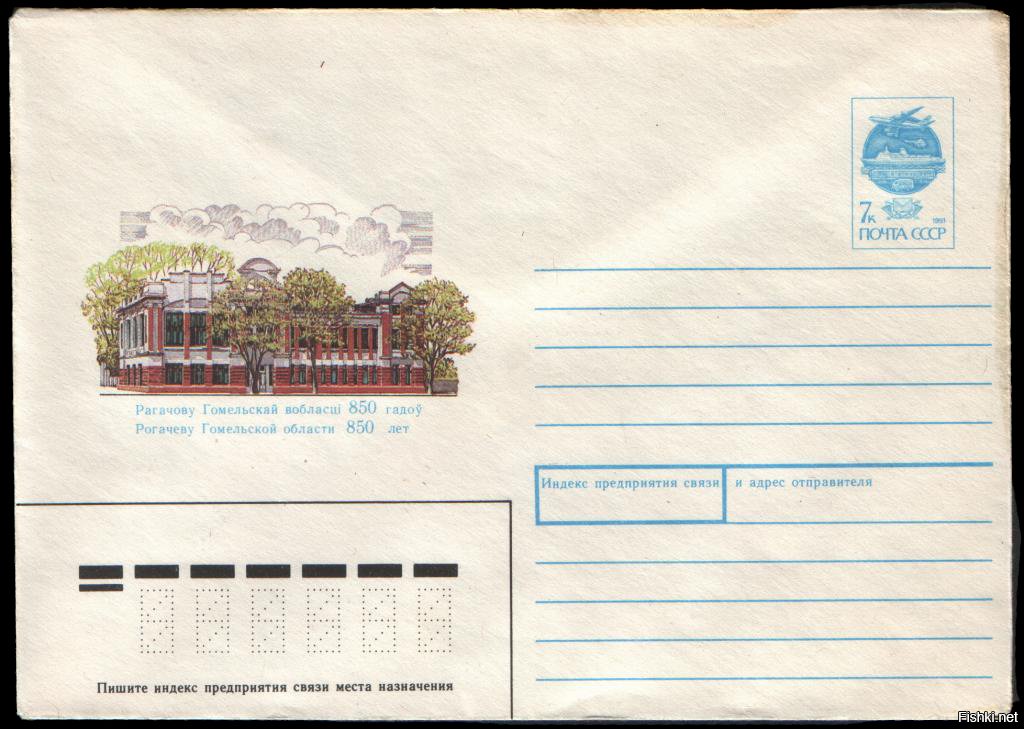 7к 1991
ПОЧТА СССР
Рагачову Гомельскай вобласці 850 гадоў
Рогачеву Гомельской области 850 лет
Индекс предприятия связи и адрес отправителя
Пишите индекс предприятия связи места назначения
Fishki.net